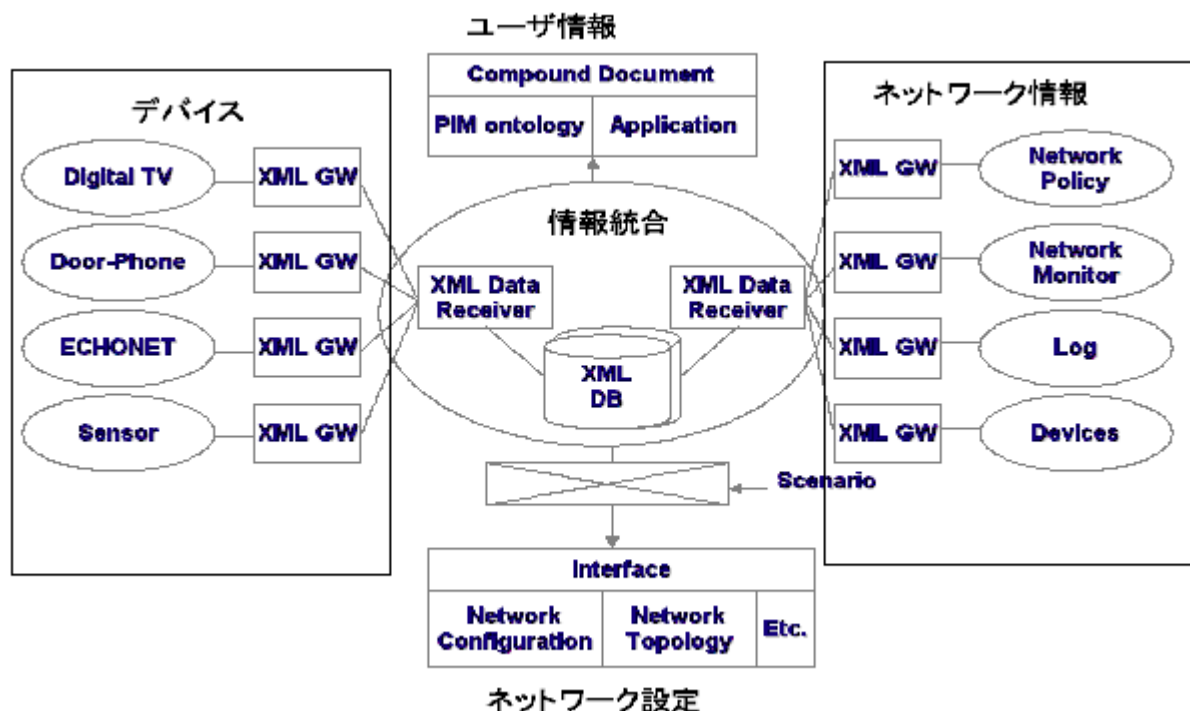 ユーザ情報
Compound Document
PIM ontology
Application
デバイス
Digital TV
XML GW
Door-Phone
XML GW
ECHONET
XML GW
Sensor
XML GW
情報統合
XML Data
Receiver
XML Data
Receiver
XML
DB
ネットワーク情報
XML GW
Network
Policy
XML GW
Network
Monitor
XML GW
Log
XML GW
Devices
Scenario
Interface
Network
Configuration
Network
Topology
Etc.
ネットワーク設定